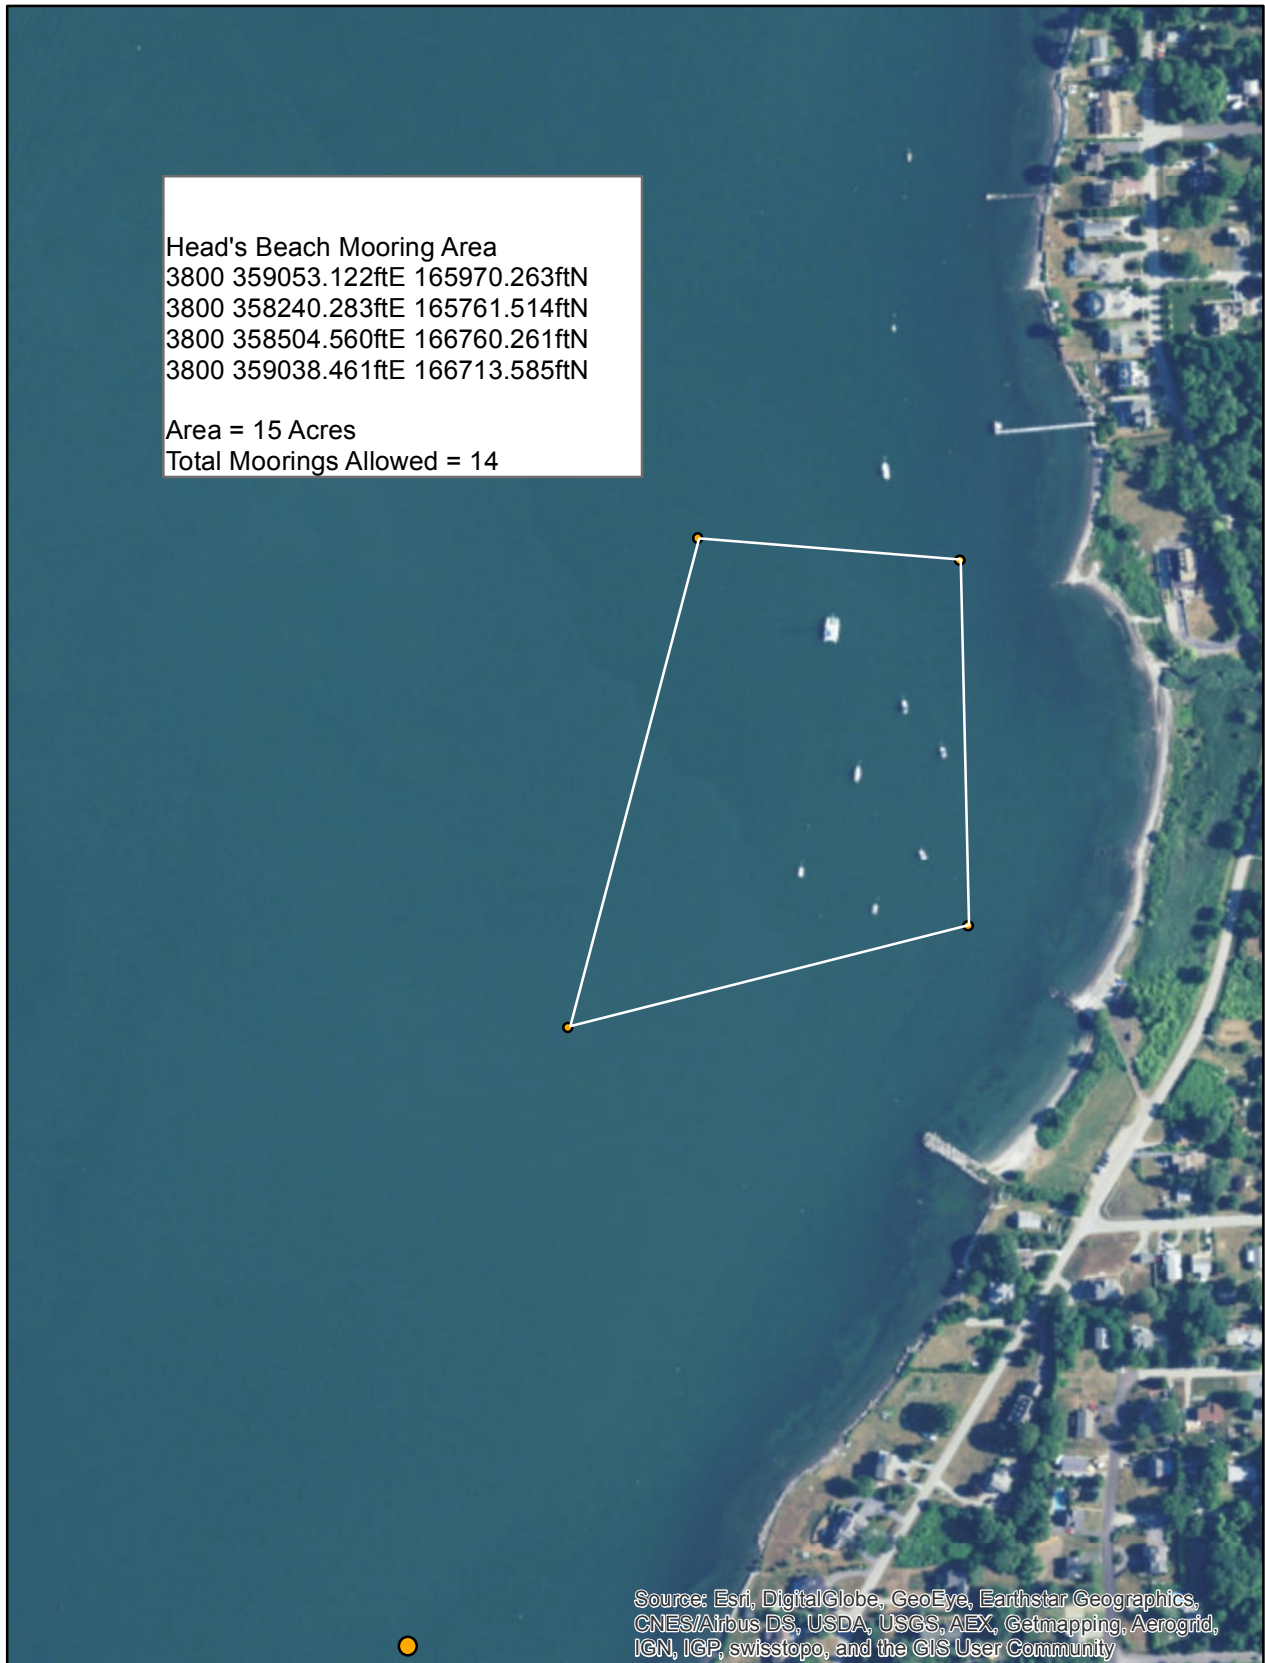 Head's Beach Mooring Area
3800 359053.122ftE 165970.263ftN
3800 358240.283ftE 165761.514ftN
3800 358504.560ftE 166760.261ftN
3800 359038.461ftE 166713.585ftN
Area = 15 Acres
Total Moorings Allowed = 14
Source: Esri, DigitalGlobe, GeoEye, Earthstar Geographics,
CNES/Airbus DS, USDA, USGS, AEX, Getmapping, Aerogrid,
IGN, IGP, swisstopo, and the GIS User Community